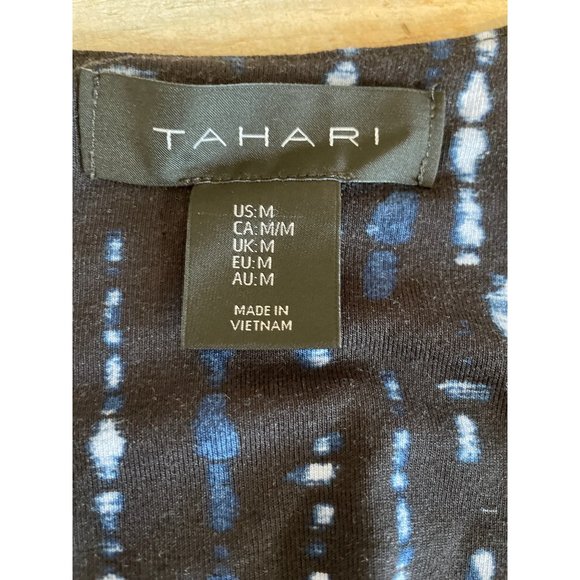 TAHARI
US:M
CA:M/M
UK:M
EU:M
AU:M
MADE IN
VIETNAM